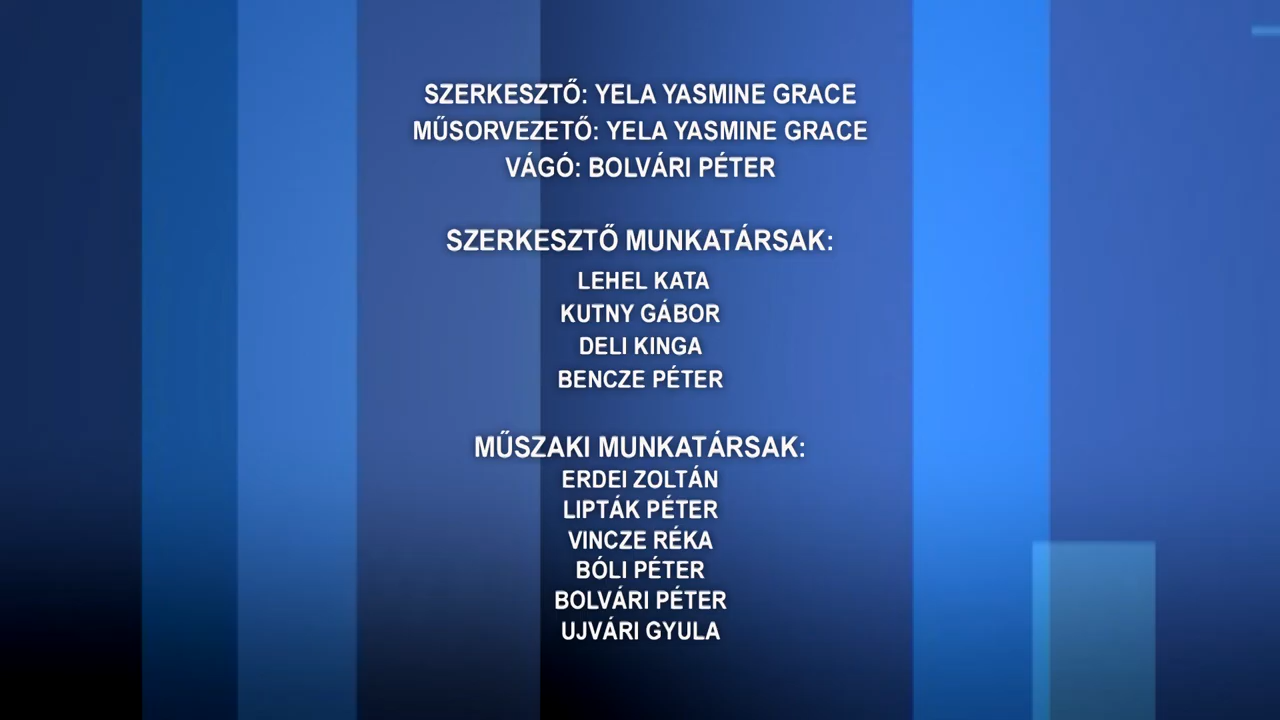 SZERKESZTŐ: YELA YASMINE GRACE
MŰSORVEZETŐ: YELA YASMINE GRACE
VÁGÓ: BOLVÁRI PÉTER
SZERKESZTŐ MUNKATÁRSAK:
LEHEL KATA
KUTNY GÁBOR
DELI KINGA
BENCZE PÉTER
MŰSZAKI MUNKATÁRSAK:
ERDEI ZOLTÁN
LIPTÁK PÉTER
VINCZE RÉKA
BÓLI PÉTER
BOLVÁRI PÉTER
UJVÁRI GYULA